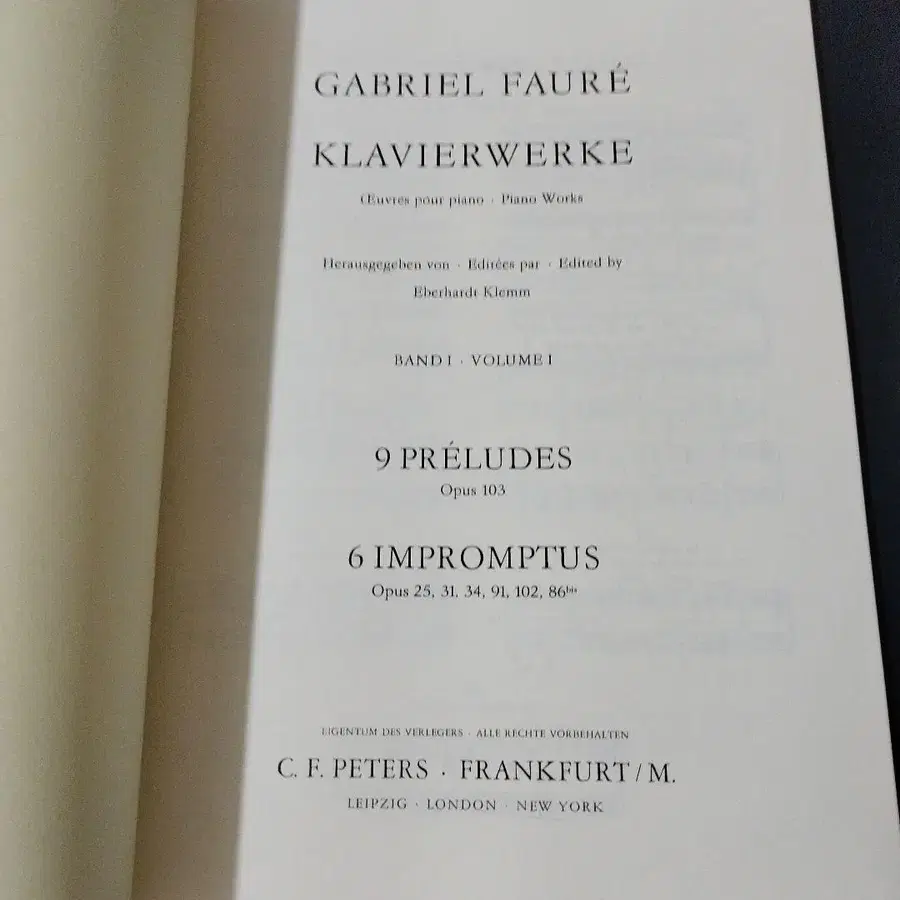 GABRIEL FAURÉ
KLAVIERWERKE
Œuvres pour piano · Piano Works
Herausgegeben von · Editées par · Edited by
Eberhardt Klemm
BAND I · VOLUME I
9 PRÉLUDES
Opus 103
6 IMPROMPTUS
Opus 25, 31, 34, 91, 102, 86bis
EIGENTUM DES VERLEGERS · ALLE RECHTE VORBEHALTEN
C. F. PETERS · FRANKFURT / M.
LEIPZIG · LONDON · NEW YORK